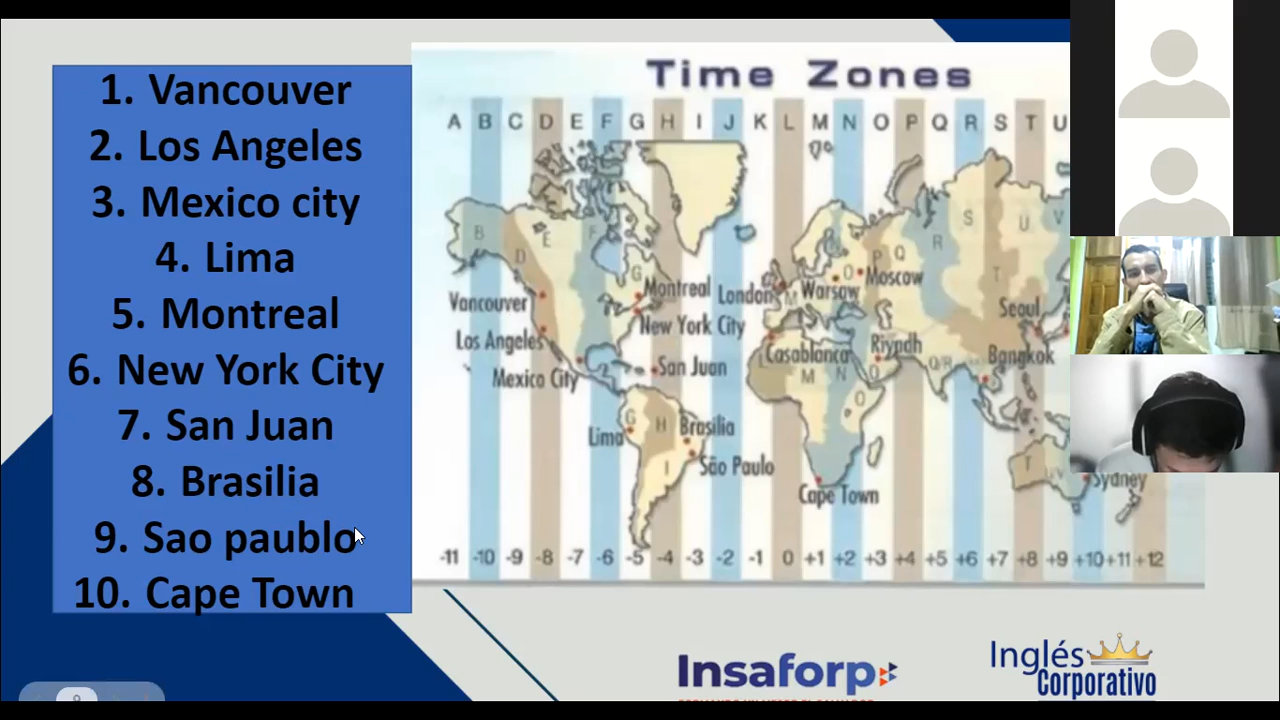 1. Vancouver
2. Los Angeles
3. Mexico city
4. Lima
5. Montreal
6. New York City
7. San Juan
8. Brasilia
9. Sao paublo
10. Cape Town
Time Zones
A B C D E F G H I J K L M N O P Q R S T U
B D E F G
M O P Q R S T U V
Vancouver
Los Angeles
Mexico City
Montreal
New York City
San Juan
Lima
Brasilia
São Paulo
G H I
London
Warsaw
Moscow
Casablanca
Riypdh
L M N O
Q/R
Cape Town
Seoul
Bangkok
Sydney
T U V
-11 -10 -9 -8 -7 -6 -5 -4 -3 -2 -1 0 +1 +2 +3 +4 +5 +6 +7 +8 +9 +10 +11 +12
Insaforp
Inglés
Corporativo